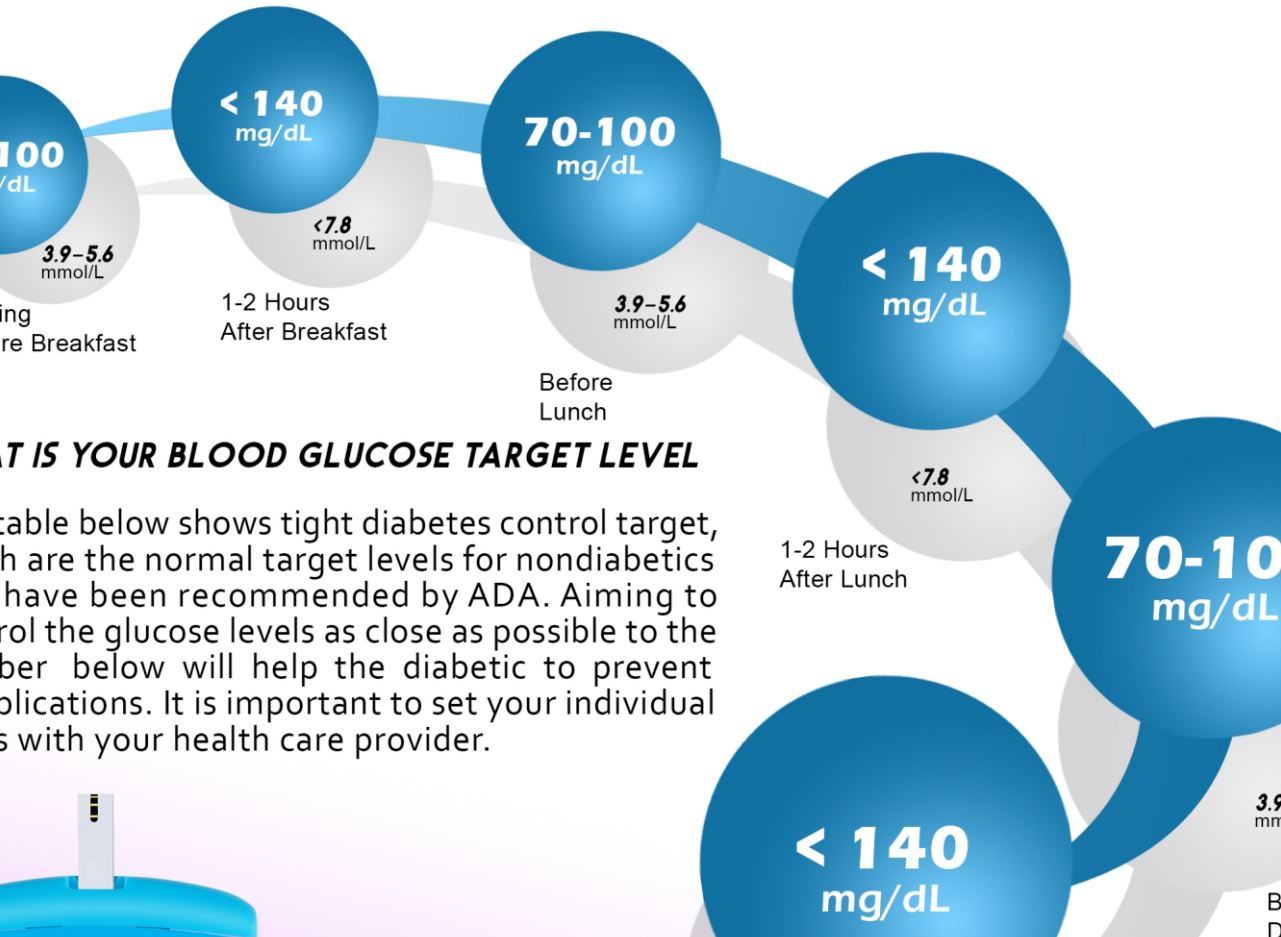 100
/dL
3.9–5.6
mmol/L
ing
re Breakfast
< 140
mg/dL
<7.8
mmol/L
1-2 Hours
After Breakfast
70-100
mg/dL
3.9–5.6
mmol/L
Before
Lunch
< 140
mg/dL
<7.8
mmol/L
1-2 Hours
After Lunch
70-10
mg/dL
3.9
mm
B
D
< 140
mg/dL
AT IS YOUR BLOOD GLUCOSE TARGET LEVEL
table below shows tight diabetes control target,
h are the normal target levels for nondiabetics
have been recommended by ADA. Aiming to
rol the glucose levels as close as possible to the
ber below will help the diabetic to prevent
plications. It is important to set your individual
s with your health care provider.